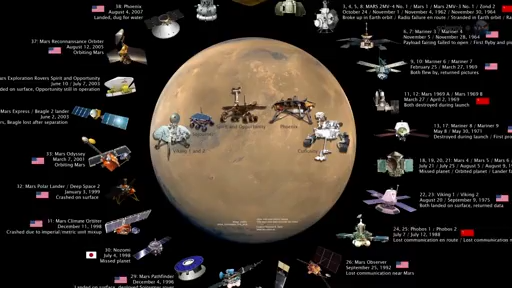 38: Phoenix
August 4, 2007
Landed, dug for water
37: Mars Reconnaissance Orbiter
August 12, 2005
Orbiting Mars
Mars Exploration Rovers Spirit and Opportunity
10 / July 7, 2003
ended on surface, Opportunity still in operation
Mars Express / Beagle 2 lander
June 2, 2003
rs, Beagle lost after separation
33: Mars Odyssey
March 7, 2001
Orbiting Mars
32: Mars Polar Lander / Deep Space 2
January 3, 1999
Crashed on surface
31: Mars Climate Orbiter
December 11, 1998
Crashed due to imperial metric unit mixup
30: Nozomi
July 4, 1998
Missed planet
29: Mars Pathfinder
December 4, 1996
Landed on surface, deployed Sojourner rover
Viking 1 and 2
Spirit and Opportunity
Phoenix
3, 6, 5, 8: MARS 2MV-4 No. 1 / Mars 1 / Mars 2MV-3 No. 1 / Zond 2
October 24 / November 1 / November 4, 1962 / November 30, 1964
Broke up in Earth orbit / Radio failure en route / Stranded in Earth orbit
6, 7: Mariner 3 / Mariner 4
November 5 / November 28, 1964
Payload fairing failed to open / First flyby and pi
9, 10: Mariner 6 / Mariner 7
February 25 / March 27, 1969
Both flew by, returned pictures
11, 12: Mars 1969 A / Mars 1969 B
March 27 / April 2, 1969
Both destroyed during launch
13, 17: Mariner 8 / Mariner 9
May 8 / May 30, 1971
Destroyed during launch / First pro
18, 19, 20, 21: Mars 4 / Mars 5 / Mars 6
July 21 / July 25 / August 5 / August 9,
Missed planet / Orbited planet / Lander f
22, 23: Viking 1 / Viking 2
August 20 / September 9, 1975
Both landed on surface, returned data
24, 25: Phobos 1 / Phobos 2
July 7 / July 12, 1988
Lost communication en route / Lost communication n
26: Mars Observer
September 25, 1992
Lost communication near Mars